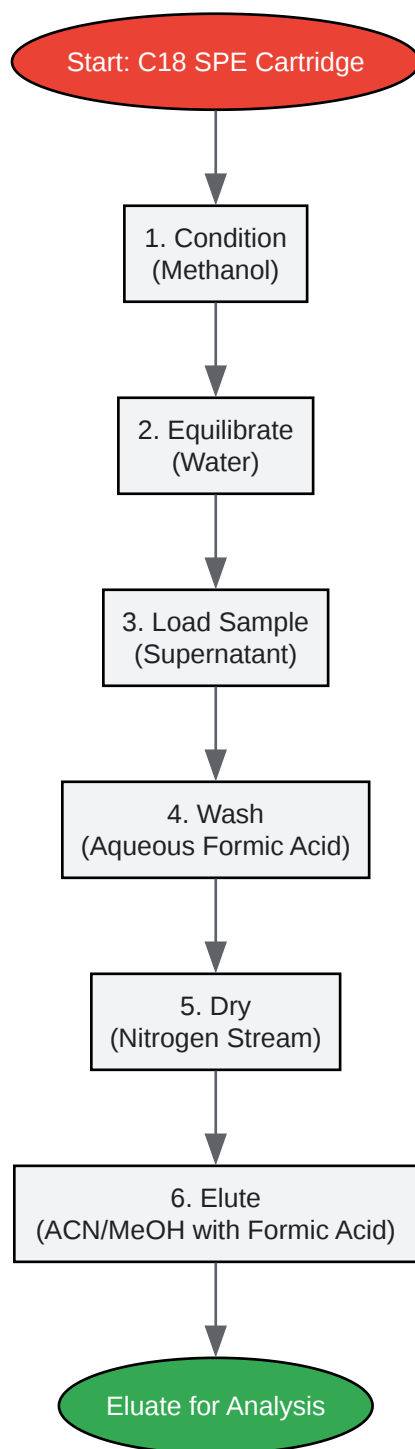 Start: C18 SPE Cartridge
1. Condition
(Methanol)
2. Equilibrate
(Water)
3. Load Sample
(Supernatant)
4. Wash
(Aqueous Formic Acid)
5. Dry
(Nitrogen Stream)
6. Elute
(ACN/MeOH with Formic Acid)
Eluate for Analysis